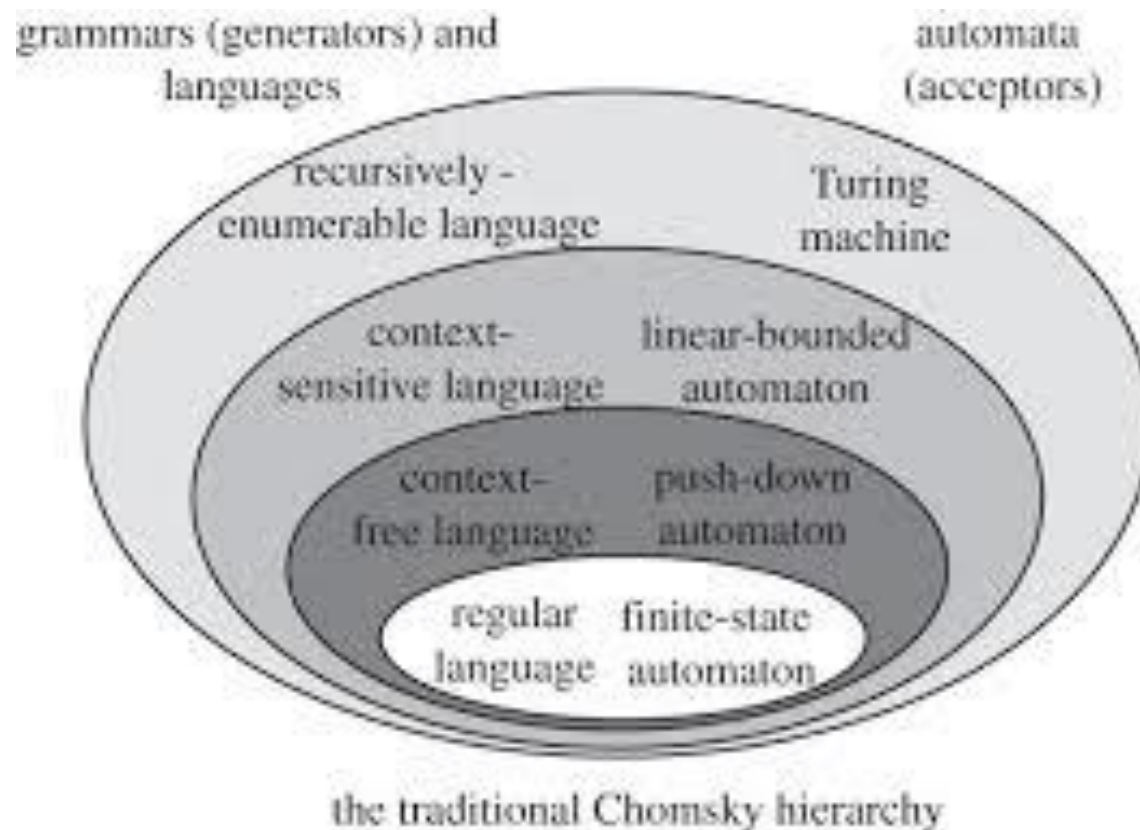 grammars (generators) and
languages
automata
(acceptors)
recursively-
enumerable language
Turing
machine
context-
sensitive language
linear-bounded
automaton
context-
free language
push-down
automaton
regular
language
finite-state
automaton
the traditional Chomsky hierarchy